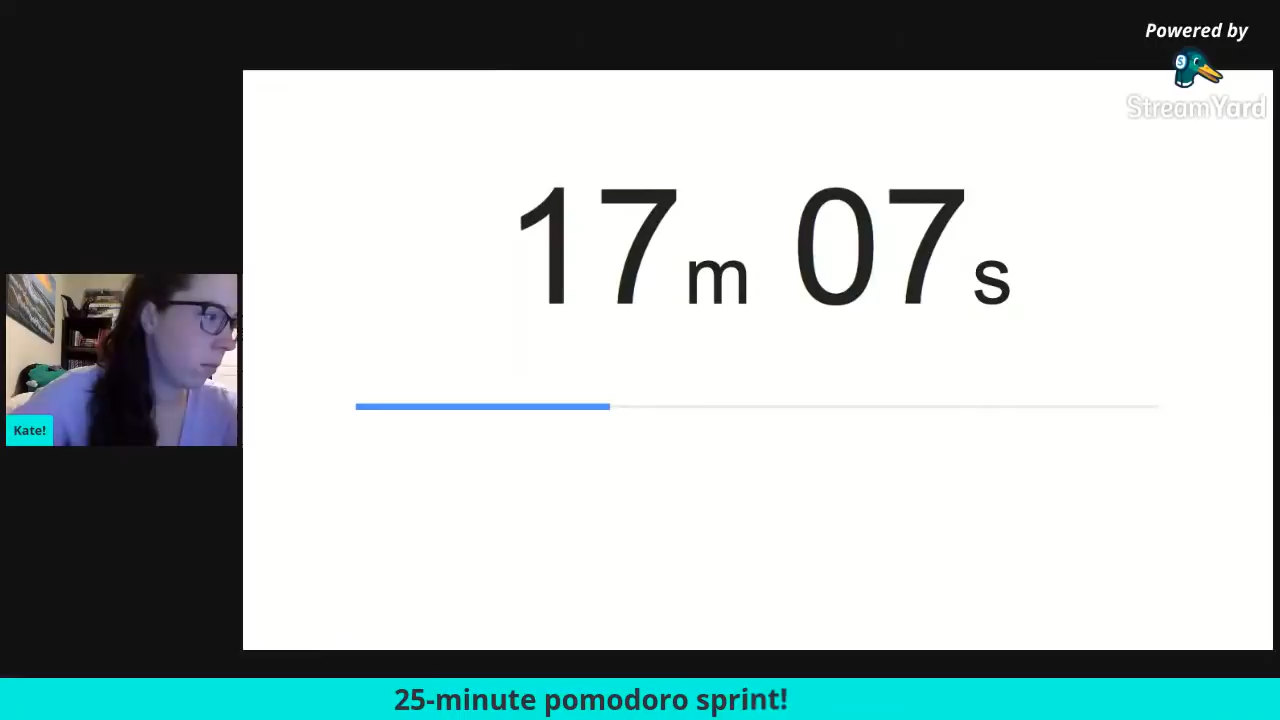 Powered by
StreamYard
17m 07s
Kate!
25-minute pomodoro sprint!